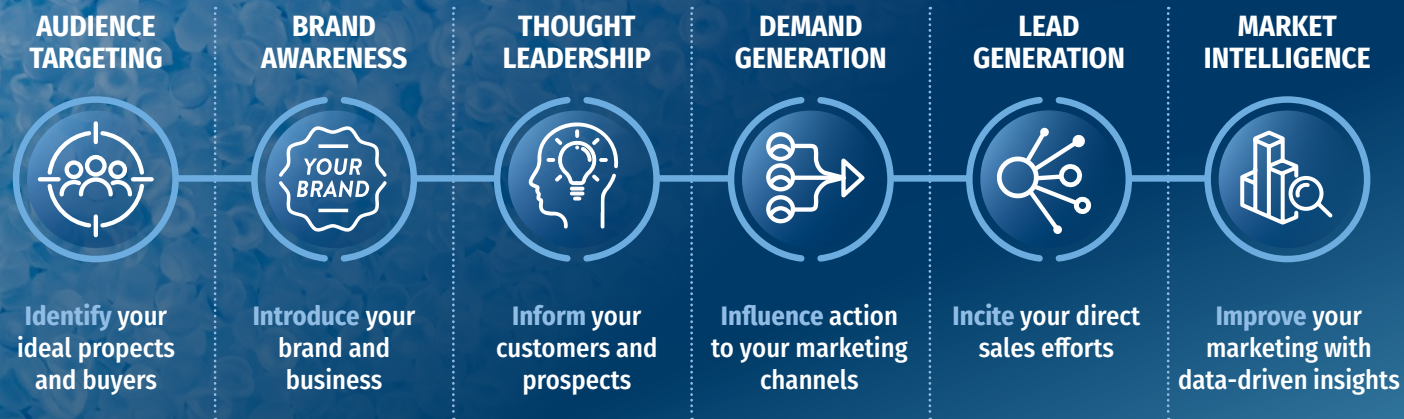 AUDIENCE
TARGETING
BRAND
AWARENESS
THOUGHT
LEADERSHIP
DEMAND
GENERATION
LEAD
GENERATION
MARKET
INTELLIGENCE
YOUR
BRAND
Identify your
ideal propects
and buyers
Introduce your
brand and
business
Inform your
customers and
prospects
Influence action
to your marketing
channels
Incite your direct
sales efforts
Improve your
marketing with
data-driven insights